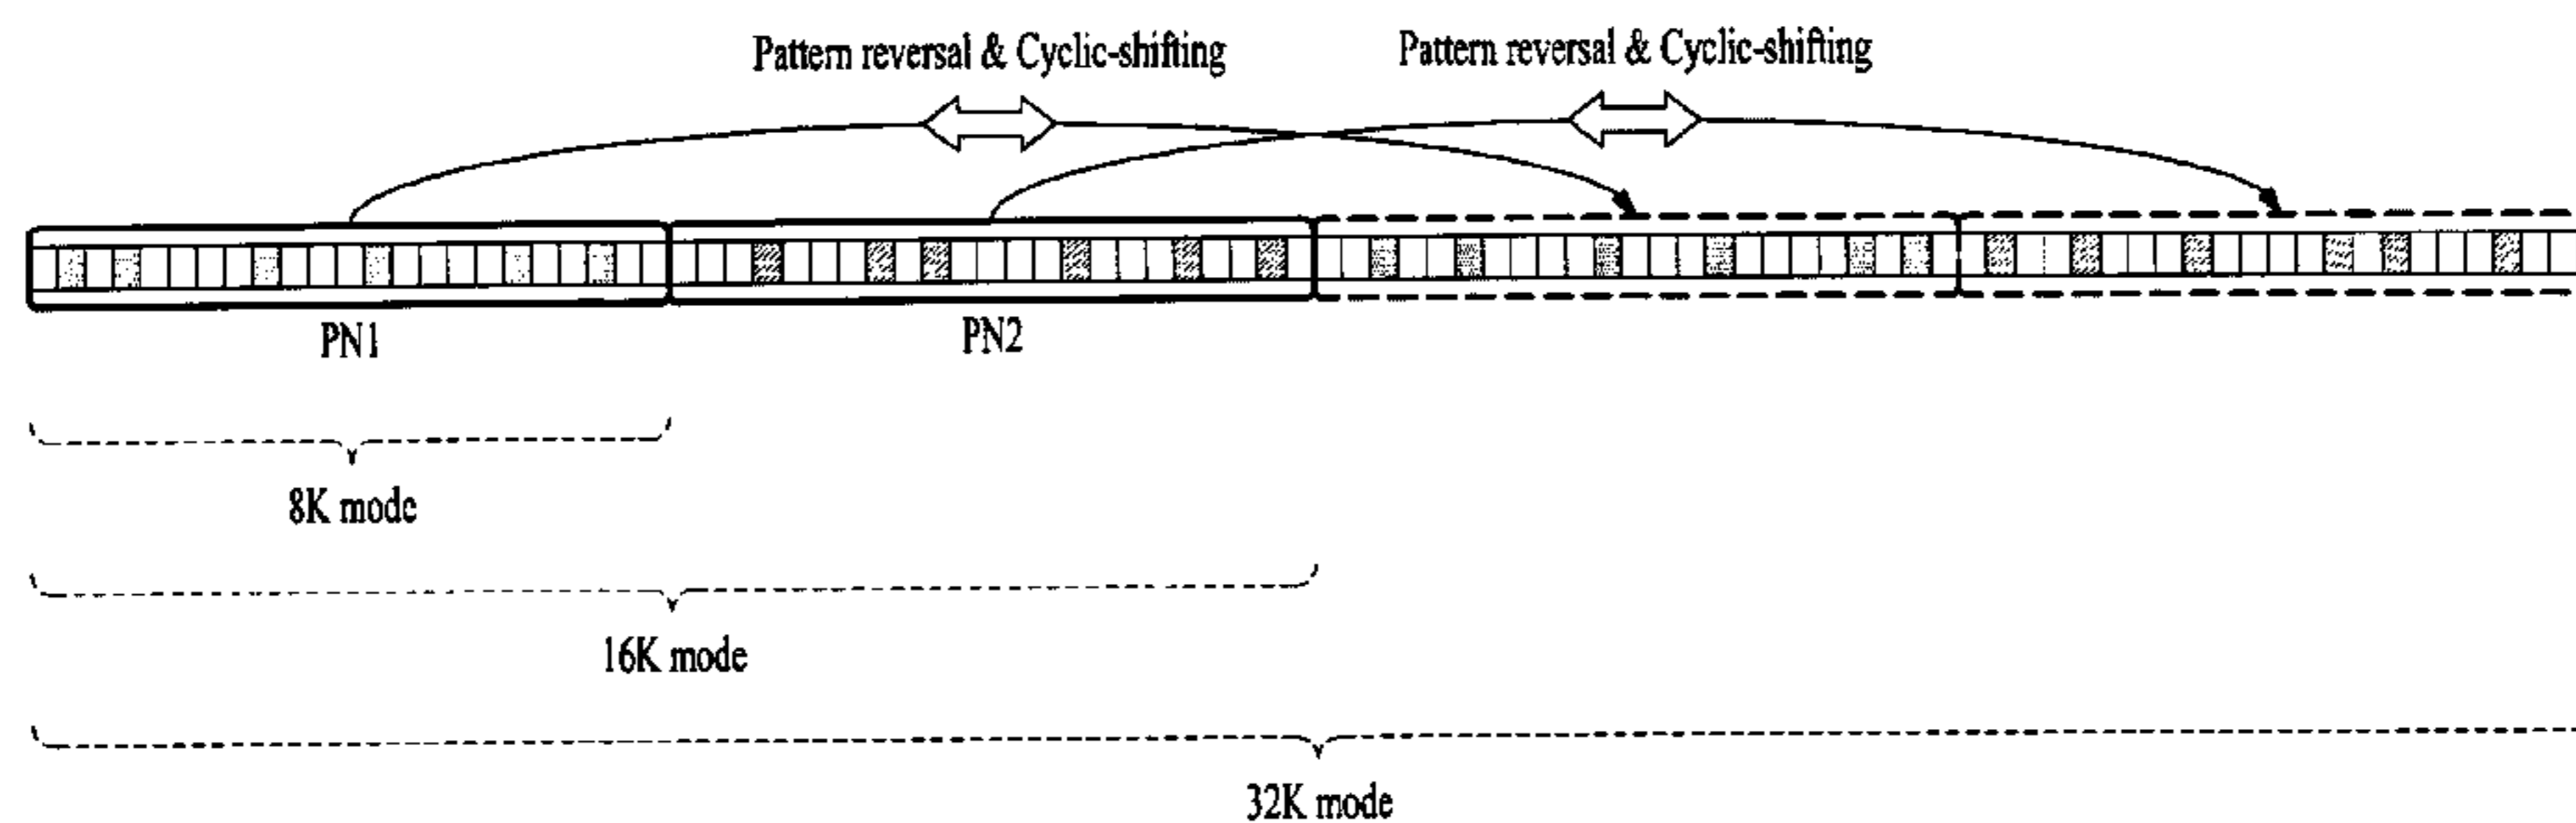 Pattern reversal & Cyclic-shifting
Pattern reversal & Cyclic-shifting
PN1
PN2
8K mode
16K mode
32K mode